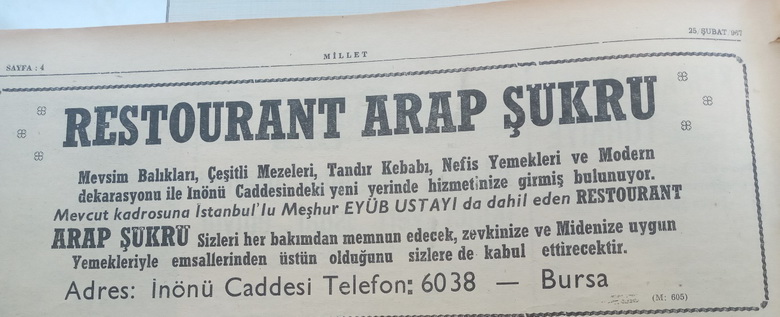 SAYFA : 4
MİLLET
25 ŞUBAT 967
RESTOURANT ARAP ŞÜKRÜ
Mevsim Balıkları, Çeşitli Mezeleri, Tandır Kebabı, Nefis Yemekleri ve Modern
dekarasyonu ile İnönü Caddesindeki yeni yerinde hizmetinize girmiş bulunuyor.
Mevcut kadrosuna İstanbul'lu Meşhur EYÜB USTAYI da dahil eden RESTOURANT
ARAP ŞÜKRÜ Sizleri her bakımdan memnun edecek, zevkinize ve Midenize uygun
Yemekleriyle emsallerinden üstün olduğunu sizlere de kabul ettirecektir.
Adres: İnönü Caddesi Telefon: 6038 — Bursa
(M: 605)